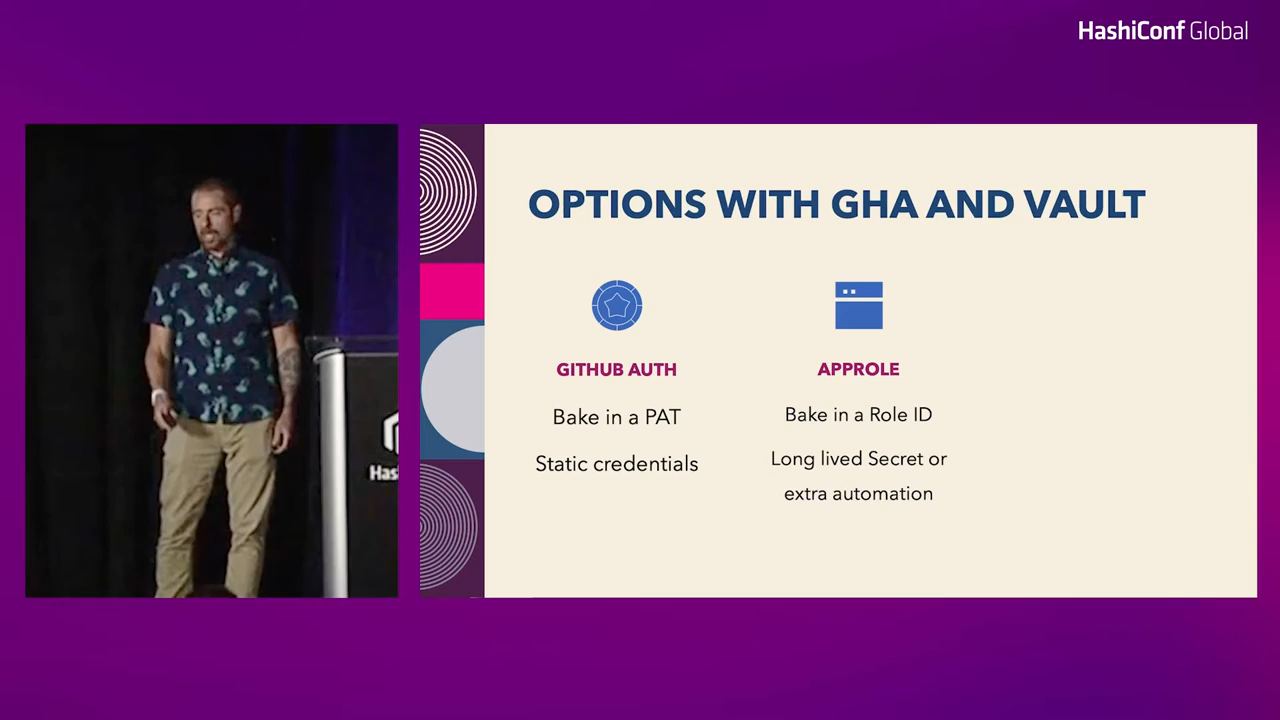 HashiConf Global
OPTIONS WITH GHA AND VAULT
GITHUB AUTH
Bake in a PAT
Static credentials
APPROLE
Bake in a Role ID
Long lived Secret or
extra automation
Has